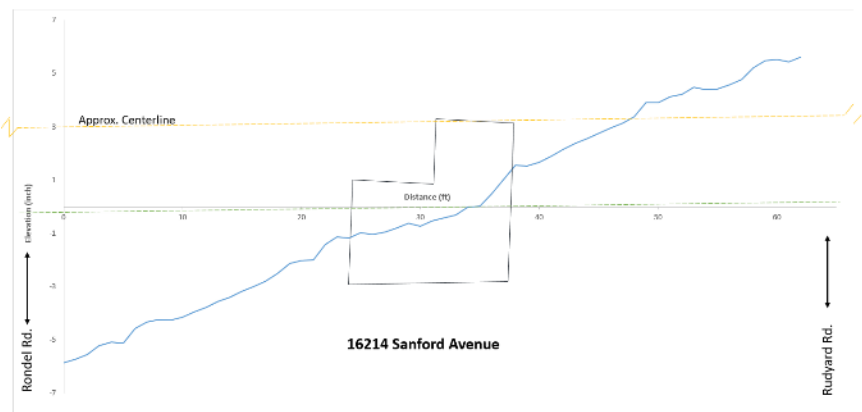 7
5
Approx. Centerline
3
1
Distance (ft)
Elevation (Inch)
0
10
20
30
40
50
60
-1
-3
16214 Sanford Avenue
-5
Rondel Rd.
Rudyard Rd.
-7